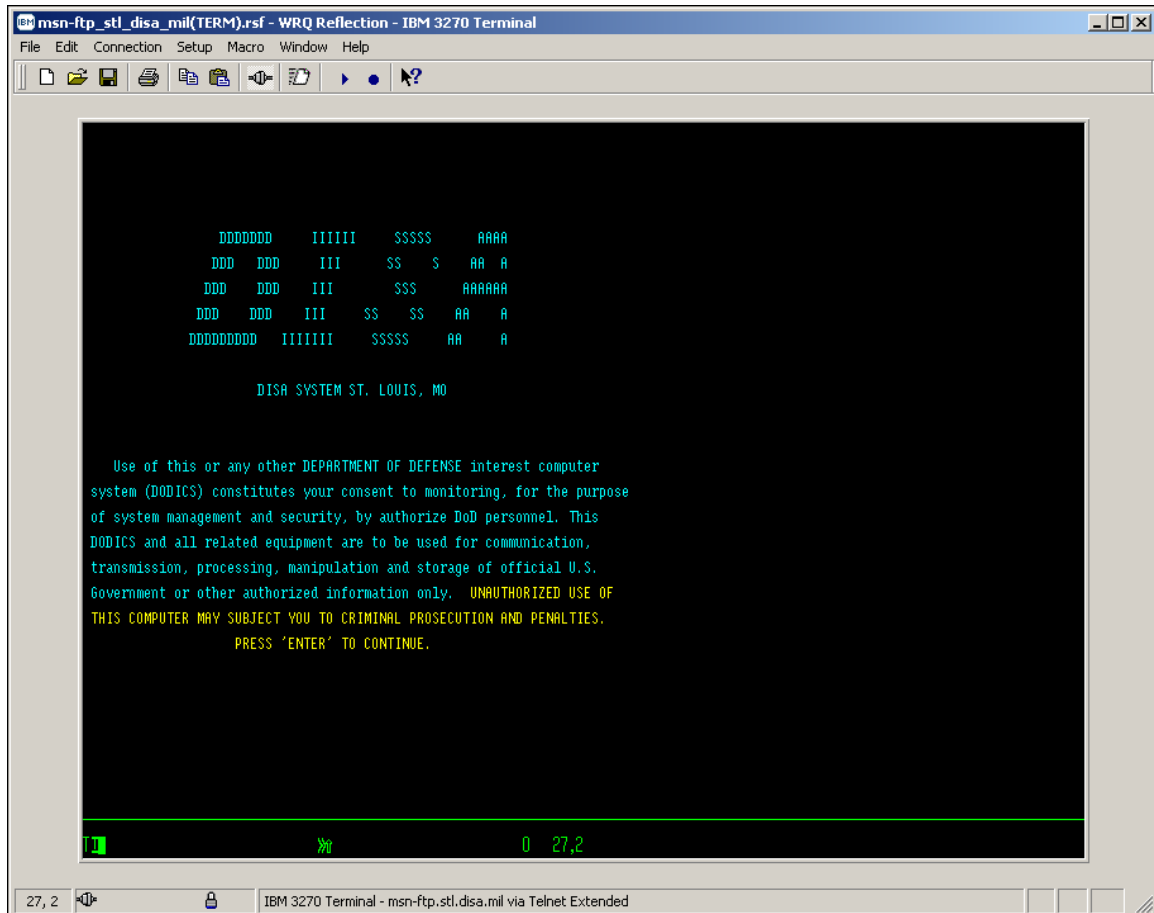 IBM msn-ftp_stl_disa_mil(TERM).rsf - WRQ Reflection - IBM 3270 Terminal
File Edit Connection Setup Macro Window Help
DDDDDDD IIIIII SSSSS AAAA
DDD DDD III SS S AA A
DDD DDD III SSS AAAAAA
DDD DDD III SS SS AA A
DDDDDDDDD IIIIIII SSSSS AA A
DISA SYSTEM ST. LOUIS, MO
Use of this or any other DEPARTMENT OF DEFENSE interest computer
system (DODICS) constitutes your consent to monitoring, for the purpose
of system management and security, by authorize DoD personnel. This
DODICS and all related equipment are to be used for communication,
transmission, processing, manipulation and storage of official U.S.
Government or other authorized information only. UNAUTHORIZED USE OF
THIS COMPUTER MAY SUBJECT YOU TO CRIMINAL PROSECUTION AND PENALTIES.
PRESS 'ENTER' TO CONTINUE.
0 27,2
27, 2 IBM 3270 Terminal - msn-ftp.stl.disa.mil via Telnet Extended